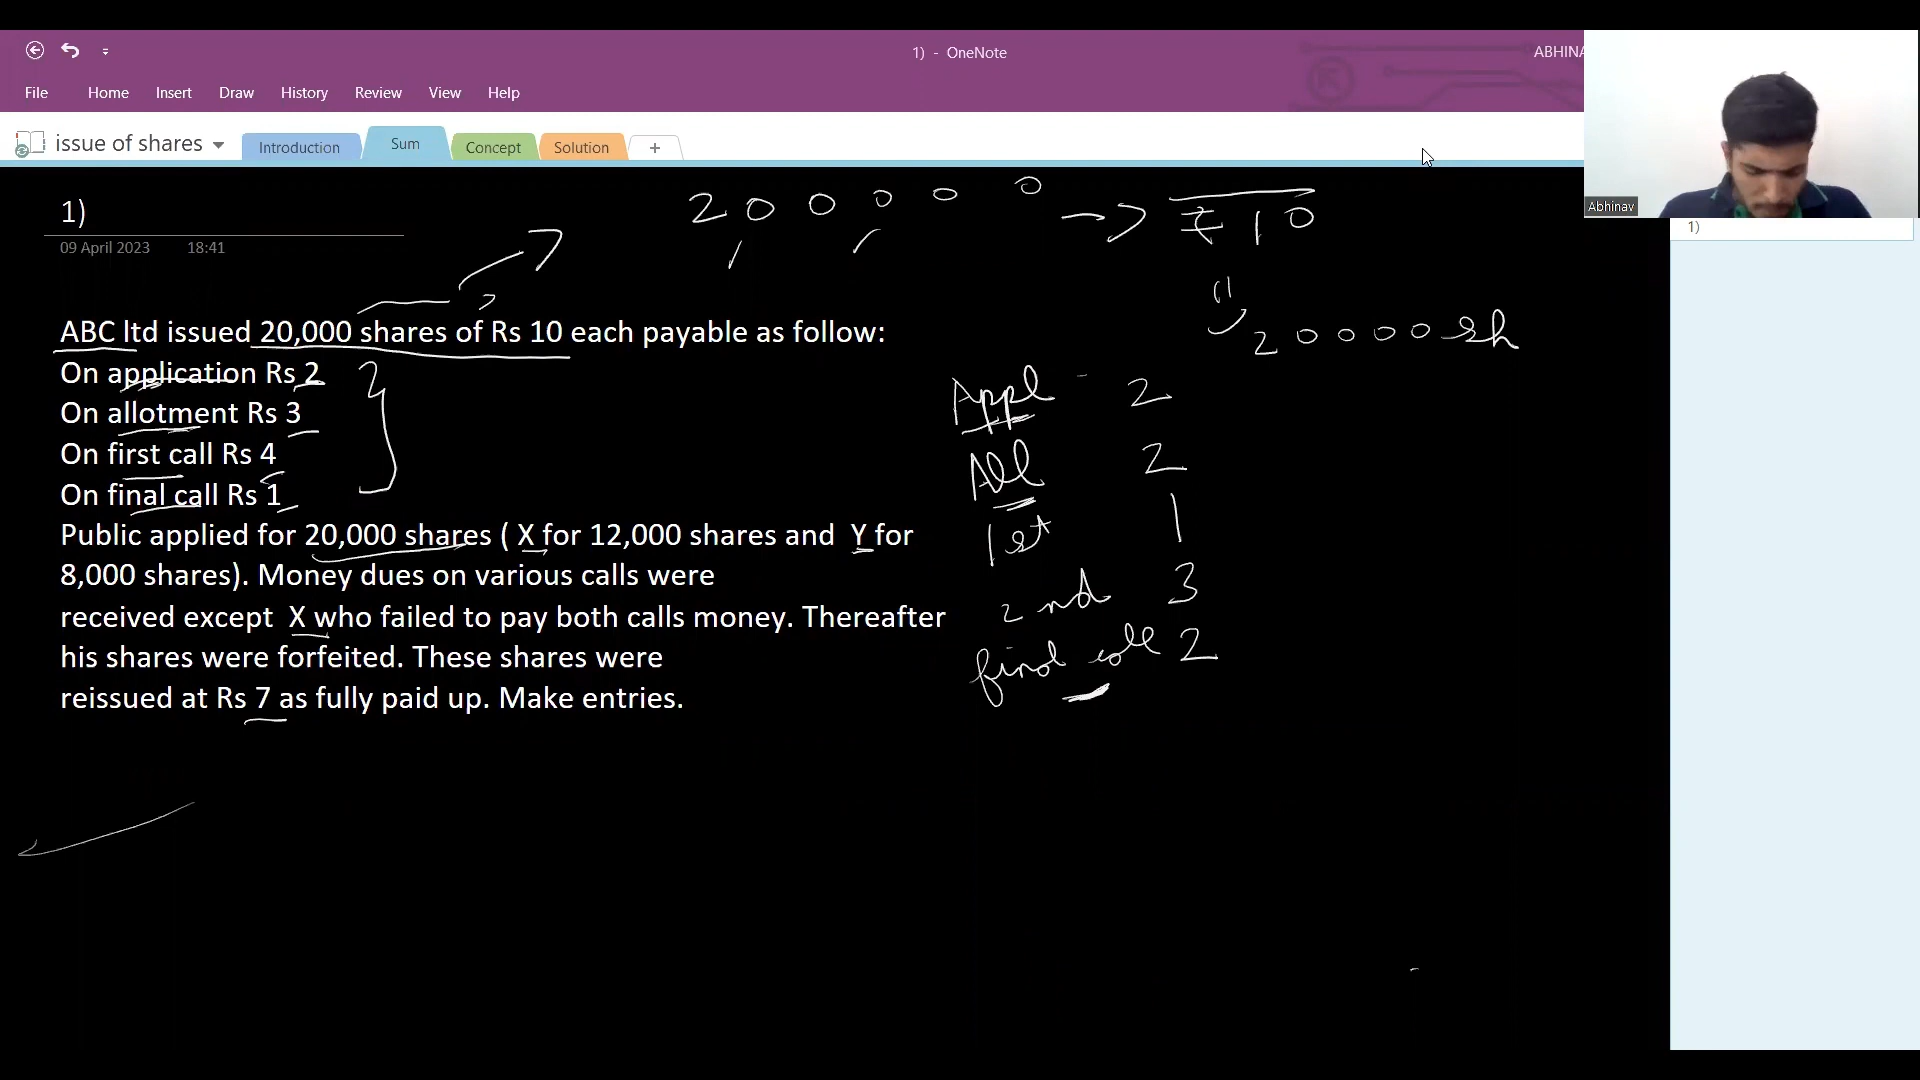 1) - OneNote
ABHINA
File Home Insert Draw History Review View Help
issue of shares
Introduction Sum Concept Solution +
Abhinav
1)
1)
09 April 2023 18:41
200000 → ₹10
20000 sh
ABC ltd issued 20,000 shares of Rs 10 each payable as follow:
On application Rs 2
On allotment Rs 3
On first call Rs 4
On final call Rs 1
Public applied for 20,000 shares ( X for 12,000 shares and Y for
8,000 shares). Money dues on various calls were
received except X who failed to pay both calls money. Thereafter
his shares were forfeited. These shares were
reissued at Rs 7 as fully paid up. Make entries.
Appl - 2
All 2
1st 1
2nd 3
final call 2